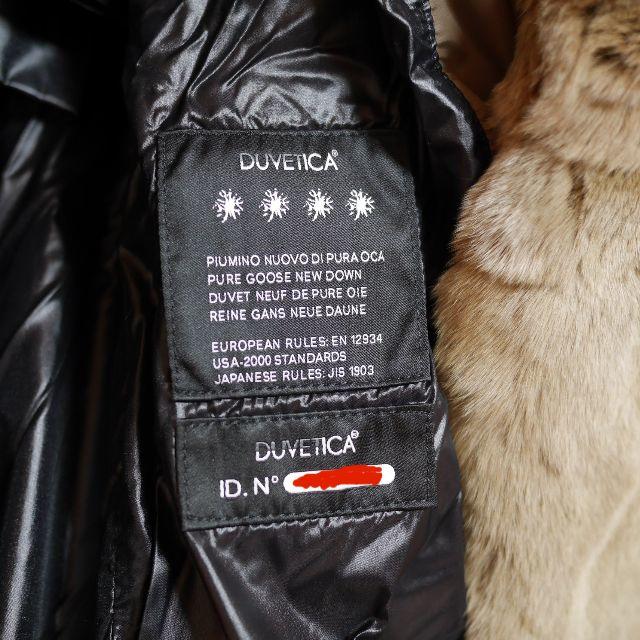 DUVETICA®
PIUMINO NUOVO DI PURA OCA
PURE GOOSE NEW DOWN
DUVET NEUF DE PURE OIE
REINE GANS NEUE DAUNE
EUROPEAN RULES: EN 12934
USA-2000 STANDARDS
JAPANESE RULES: JIS 1903
DUVETICA®
ID. N°